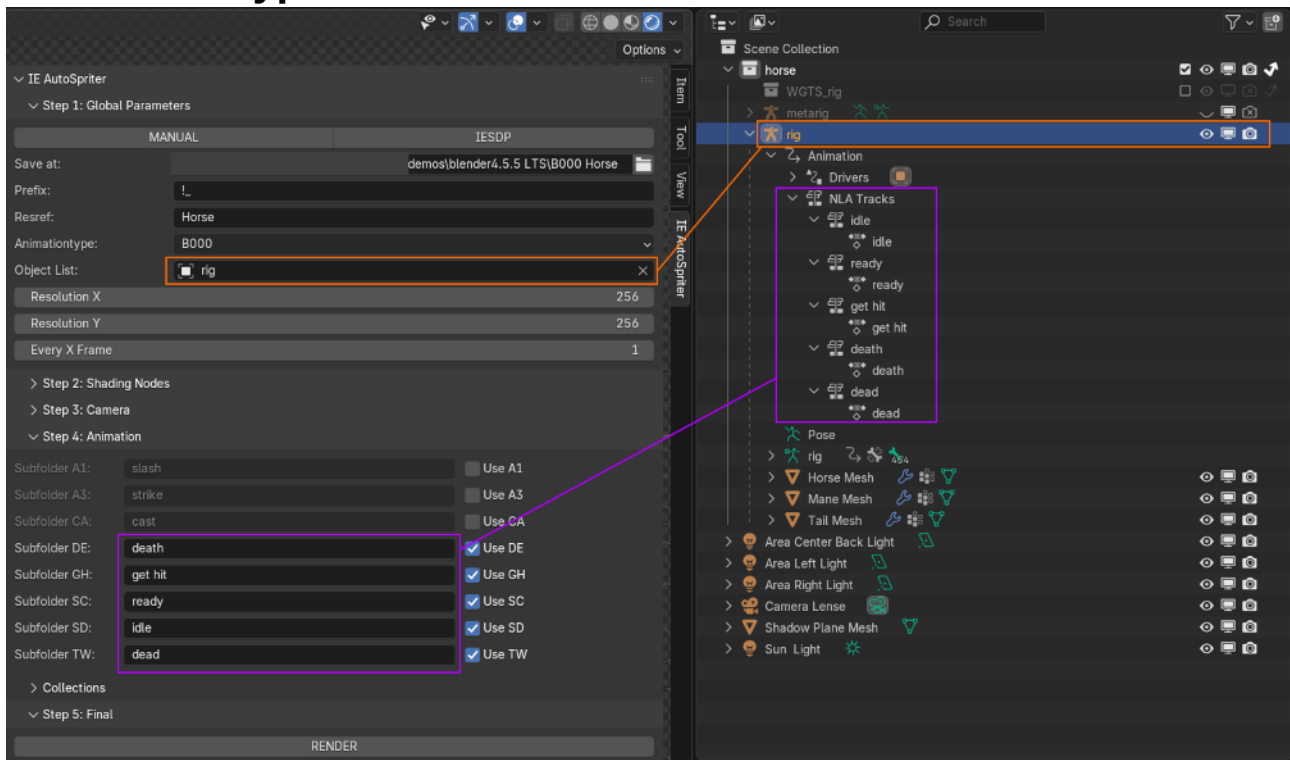 Options
IE AutoSpriter
Step 1: Global Parameters
MANUAL
IESDP
Save at:
demos\blender4.5.5 LTS\B000 Horse
Prefix:
!_
Resref:
Horse
Animationtype:
B000
Object List:
rig
Resolution X
256
Resolution Y
256
Every X Frame
1
Step 2: Shading Nodes
Step 3: Camera
Step 4: Animation
Subfolder A1:
slash
Use A1
Subfolder A3:
strike
Use A3
Subfolder CA:
cast
Use CA
Subfolder DE:
death
Use DE
Subfolder GH:
get hit
Use GH
Subfolder SC:
ready
Use SC
Subfolder SD:
idle
Use SD
Subfolder TW:
dead
Use TW
Collections
Step 5: Final
RENDER
Item
Tool
View
IE AutoSpriter
Search
Scene Collection
horse
WGTS_rig
metarig
rig
Animation
Drivers
NLA Tracks
idle
idle
ready
ready
get hit
get hit
death
death
dead
dead
Pose
rig
454
Horse Mesh
Mane Mesh
Tail Mesh
Area Center Back Light
Area Left Light
Area Right Light
Camera Lense
Shadow Plane Mesh
Sun Light